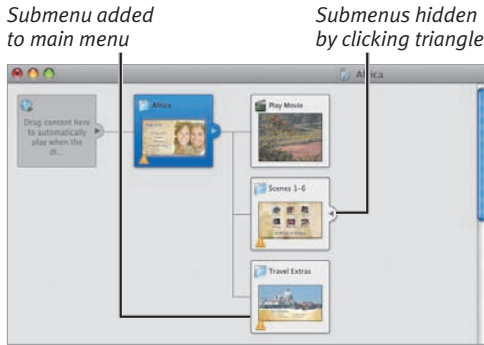 Submenu added
to main menu
Submenus hidden
by clicking triangle
Africa
Drag content here
to automatically
play when the
di...
Africa
Play Movie
Scenes 1-6
Travel Extras